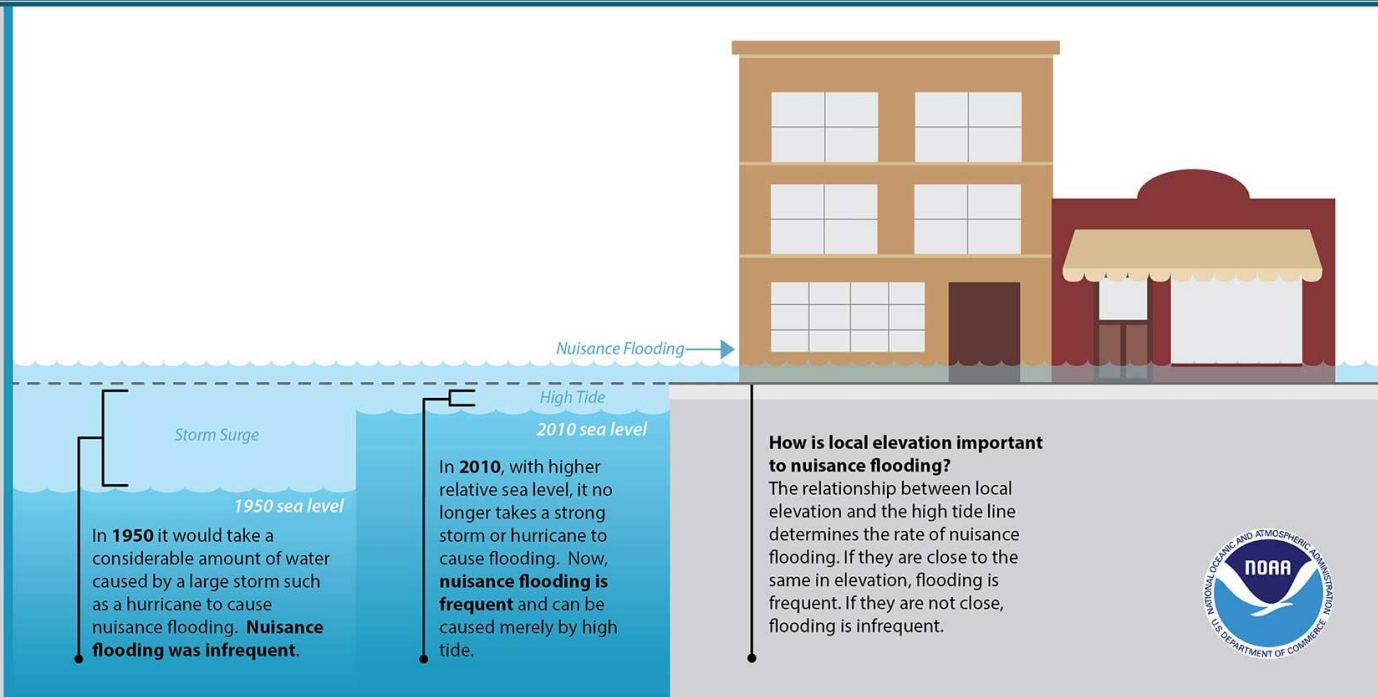 Nuisance Flooding
Storm Surge
1950 sea level
In 1950 it would take a
considerable amount of water
caused by a large storm such
as a hurricane to cause
nuisance flooding. Nuisance
flooding was infrequent.
High Tide
2010 sea level
In 2010, with higher
relative sea level, it no
longer takes a strong
storm or hurricane to
cause flooding. Now,
nuisance flooding is
frequent and can be
caused merely by high
tide.
How is local elevation important
to nuisance flooding?
The relationship between local
elevation and the high tide line
determines the rate of nuisance
flooding. If they are close to the
same in elevation, flooding is
frequent. If they are not close,
flooding is infrequent.
NATIONAL OCEANIC AND ATMOSPHERIC ADMINISTRATION
NOAA
U.S. DEPARTMENT OF COMMERCE